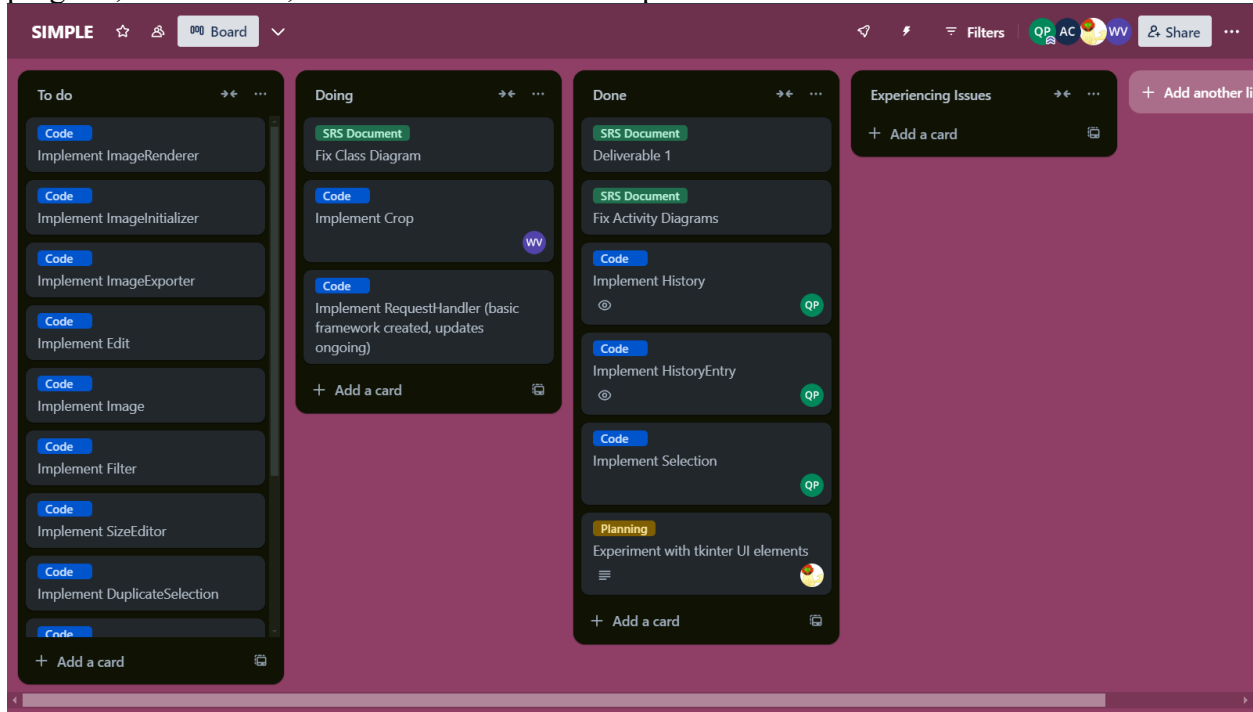 SIMPLE
Board
Filters
QP
AC
WV
Share
To do
Code
Implement ImageRenderer
Code
Implement ImageInitializer
Code
Implement ImageExporter
Code
Implement Edit
Code
Implement Image
Code
Implement Filter
Code
Implement SizeEditor
Code
Implement DuplicateSelection
Code
+ Add a card
Doing
SRS Document
Fix Class Diagram
Code
Implement Crop
WV
Code
Implement RequestHandler (basic
framework created, updates
ongoing)
+ Add a card
Done
SRS Document
Deliverable 1
SRS Document
Fix Activity Diagrams
Code
Implement History
QP
Code
Implement HistoryEntry
QP
Code
Implement Selection
QP
Planning
Experiment with tkinter UI elements
+ Add a card
Experiencing Issues
+ Add a card
+ Add another li